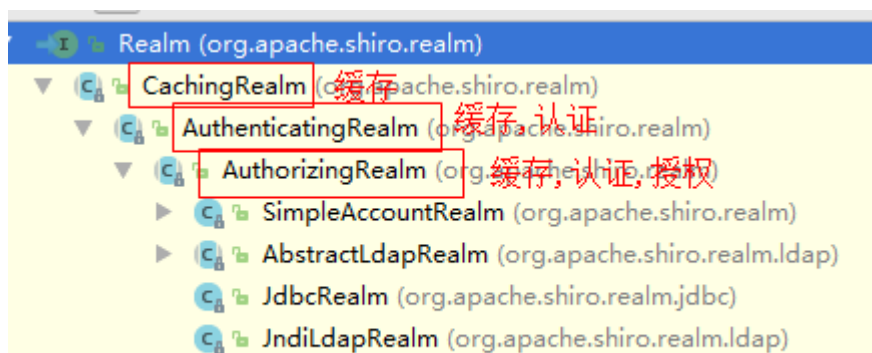 Realm (org.apache.shiro.realm)
CachingRealm (org.apache.shiro.realm) 缓存
AuthenticatingRealm (org.apache.shiro.realm) 缓存,认证
AuthorizingRealm (org.apache.shiro.realm) 缓存,认证,授权
SimpleAccountRealm (org.apache.shiro.realm)
AbstractLdapRealm (org.apache.shiro.realm.ldap)
JdbcRealm (org.apache.shiro.realm.jdbc)
JndiLdapRealm (org.apache.shiro.realm.ldap)